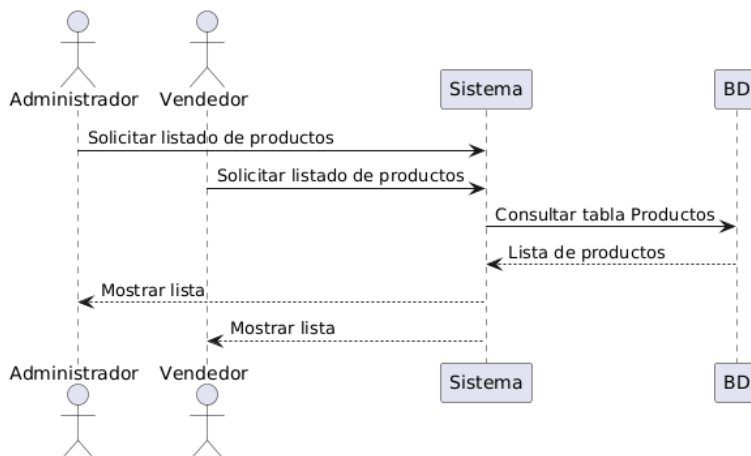 Administrador
Vendedor
Sistema
BD
Solicitar listado de productos
Solicitar listado de productos
Consultar tabla Productos
Lista de productos
Mostrar lista
Mostrar lista
Administrador
Vendedor
Sistema
BD